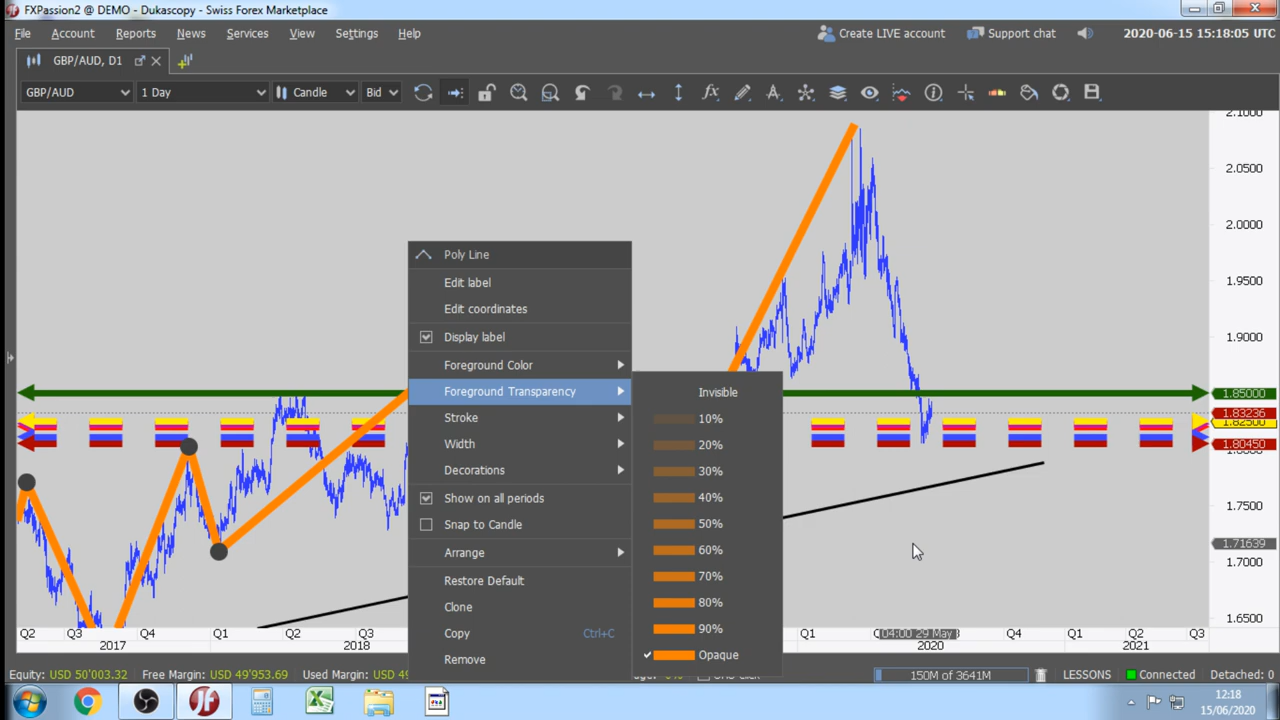 FXPassion2 @ DEMO - Dukascopy - Swiss Forex Marketplace
File Account Reports News Services View Settings Help
Create LIVE account Support chat 2020-06-15 15:18:05 UTC
GBP/AUD, D1
GBP/AUD 1 Day Candle Bid
2.1000
2.0500
2.0000
1.9500
1.9000
1.85000
1.83236
1.82500
1.80450
1.7500
1.71639
1.7000
1.6500
Poly Line
Edit label
Edit coordinates
Display label
Foreground Color
Foreground Transparency
Stroke
Width
Decorations
Show on all periods
Snap to Candle
Arrange
Restore Default
Clone
Copy Ctrl+C
Remove
Invisible
10%
20%
30%
40%
50%
60%
70%
80%
90%
Opaque
Q2 Q3 Q4 Q1 Q2 Q3 Q1 04:00 29 May Q4 Q1 Q2 Q3
2017 2018 2020 2021
Equity: USD 50'003.32 Free Margin: USD 49'953.69 Used Margin: USD 49 150M of 3641M LESSONS Connected Detached: 0
12:18
15/06/2020